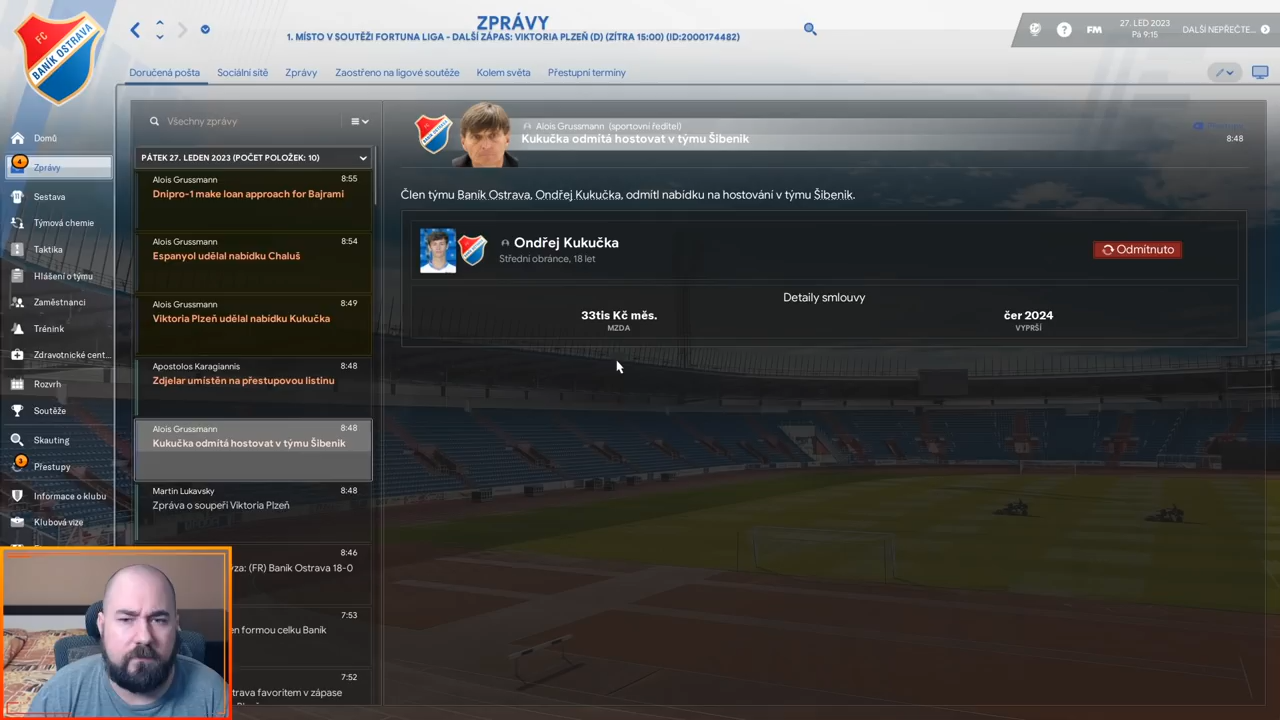 FC
BANÍK OSTRAVA
ZPRÁVY
1. MÍSTO V SOUTĚŽI FORTUNA LIGA - DALŠÍ ZÁPAS: VIKTORIA PLZEŇ (D) (ZÍTRA 15:00) (ID:2000174482)
?
FM
27. LED 2023
Pá 9:15
DALŠÍ NEPŘEČTE...
Doručená pošta
Sociální sítě
Zprávy
Zaostřeno na ligové soutěže
Kolem světa
Přestupní termíny
Domů
4
Zprávy
Sestava
Týmová chemie
Taktika
Hlášení o týmu
Zaměstnanci
Trénink
Zdravotnické cent...
Rozvrh
Soutěže
Skauting
3
Přestupy
Informace o klubu
Klubová vize
Všechny zprávy
PÁTEK 27. LEDEN 2023 (POČET POLOŽEK: 10)
Alois Grussmann 8:55
Dnipro-1 make loan approach for Bajrami
Alois Grussmann 8:54
Espanyol udělal nabídku Chaluš
Alois Grussmann 8:49
Viktoria Plzeň udělal nabídku Kukučka
Apostolos Karagiannis 8:48
Zdjelar umístěn na přestupovou listinu
Alois Grussmann 8:48
Kukučka odmítá hostovat v týmu Šibenik
Martin Lukavsky 8:48
Zpráva o soupeři Viktoria Plzeň
8:46
(FR) Baník Ostrava 18-0
7:53
formou celku Baník
7:52
favoritem v zápase
Alois Grussmann (sportovní ředitel)
Kukučka odmítá hostovat v týmu Šibenik
8:48
Člen týmu Baník Ostrava, Ondřej Kukučka, odmítl nabídku na hostování v týmu Šibenik.
Ondřej Kukučka
Střední obránce, 18 let
Odmítnuto
Detaily smlouvy
33tis Kč měs.
MZDA
čer 2024
VYPRŠÍ